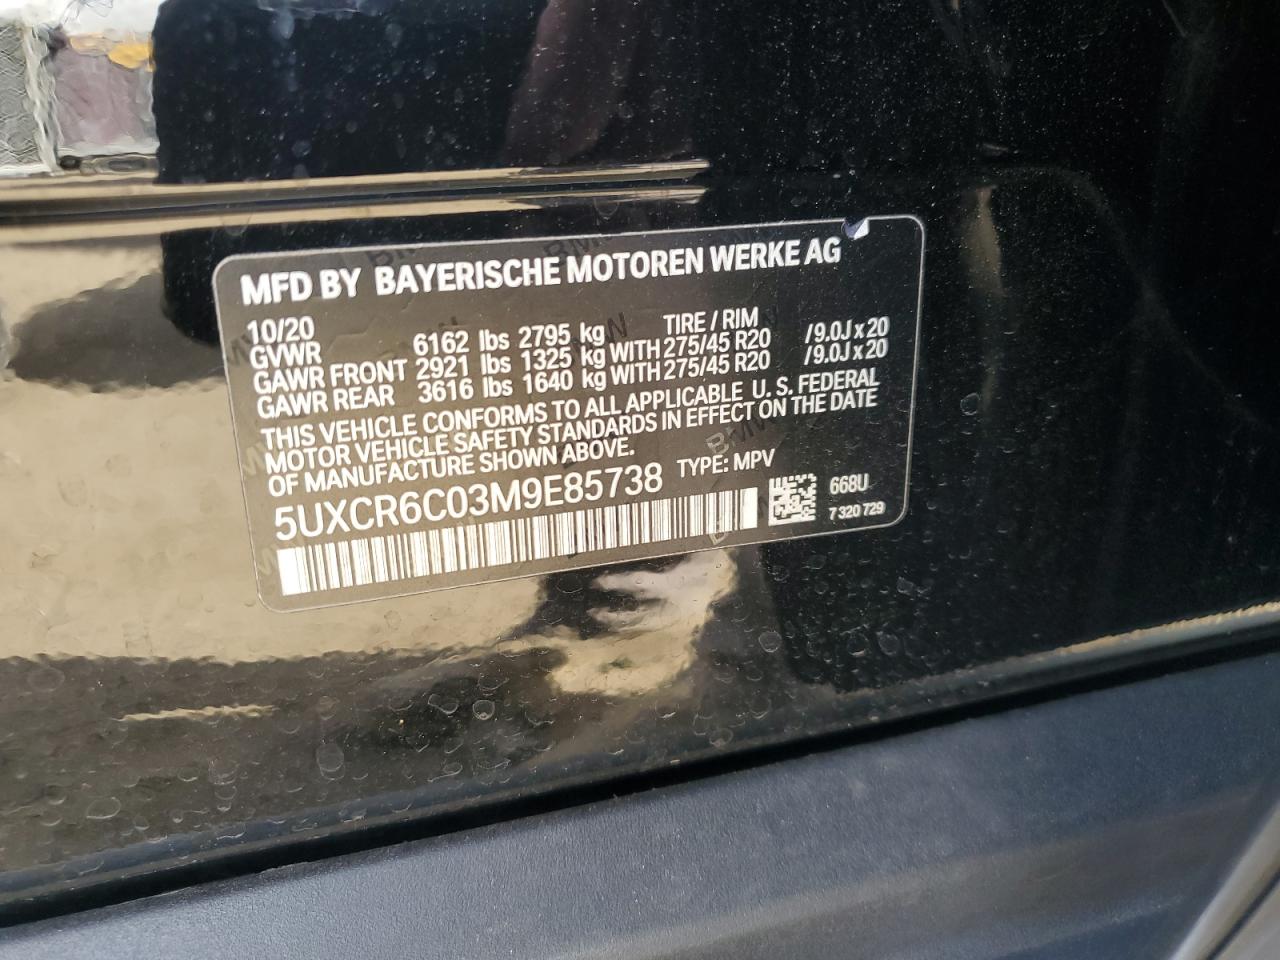 MFD BY BAYERISCHE MOTOREN WERKE AG
10/20 TIRE / RIM
GVWR 6162 lbs 2795 kg
GAWR FRONT 2921 lbs 1325 kg WITH 275/45 R20 /9.0J x 20
GAWR REAR 3616 lbs 1640 kg WITH 275/45 R20 /9.0J x 20
THIS VEHICLE CONFORMS TO ALL APPLICABLE U. S. FEDERAL
MOTOR VEHICLE SAFETY STANDARDS IN EFFECT ON THE DATE
OF MANUFACTURE SHOWN ABOVE.
5UXCR6C03M9E85738 TYPE: MPV
668U
7 320 729